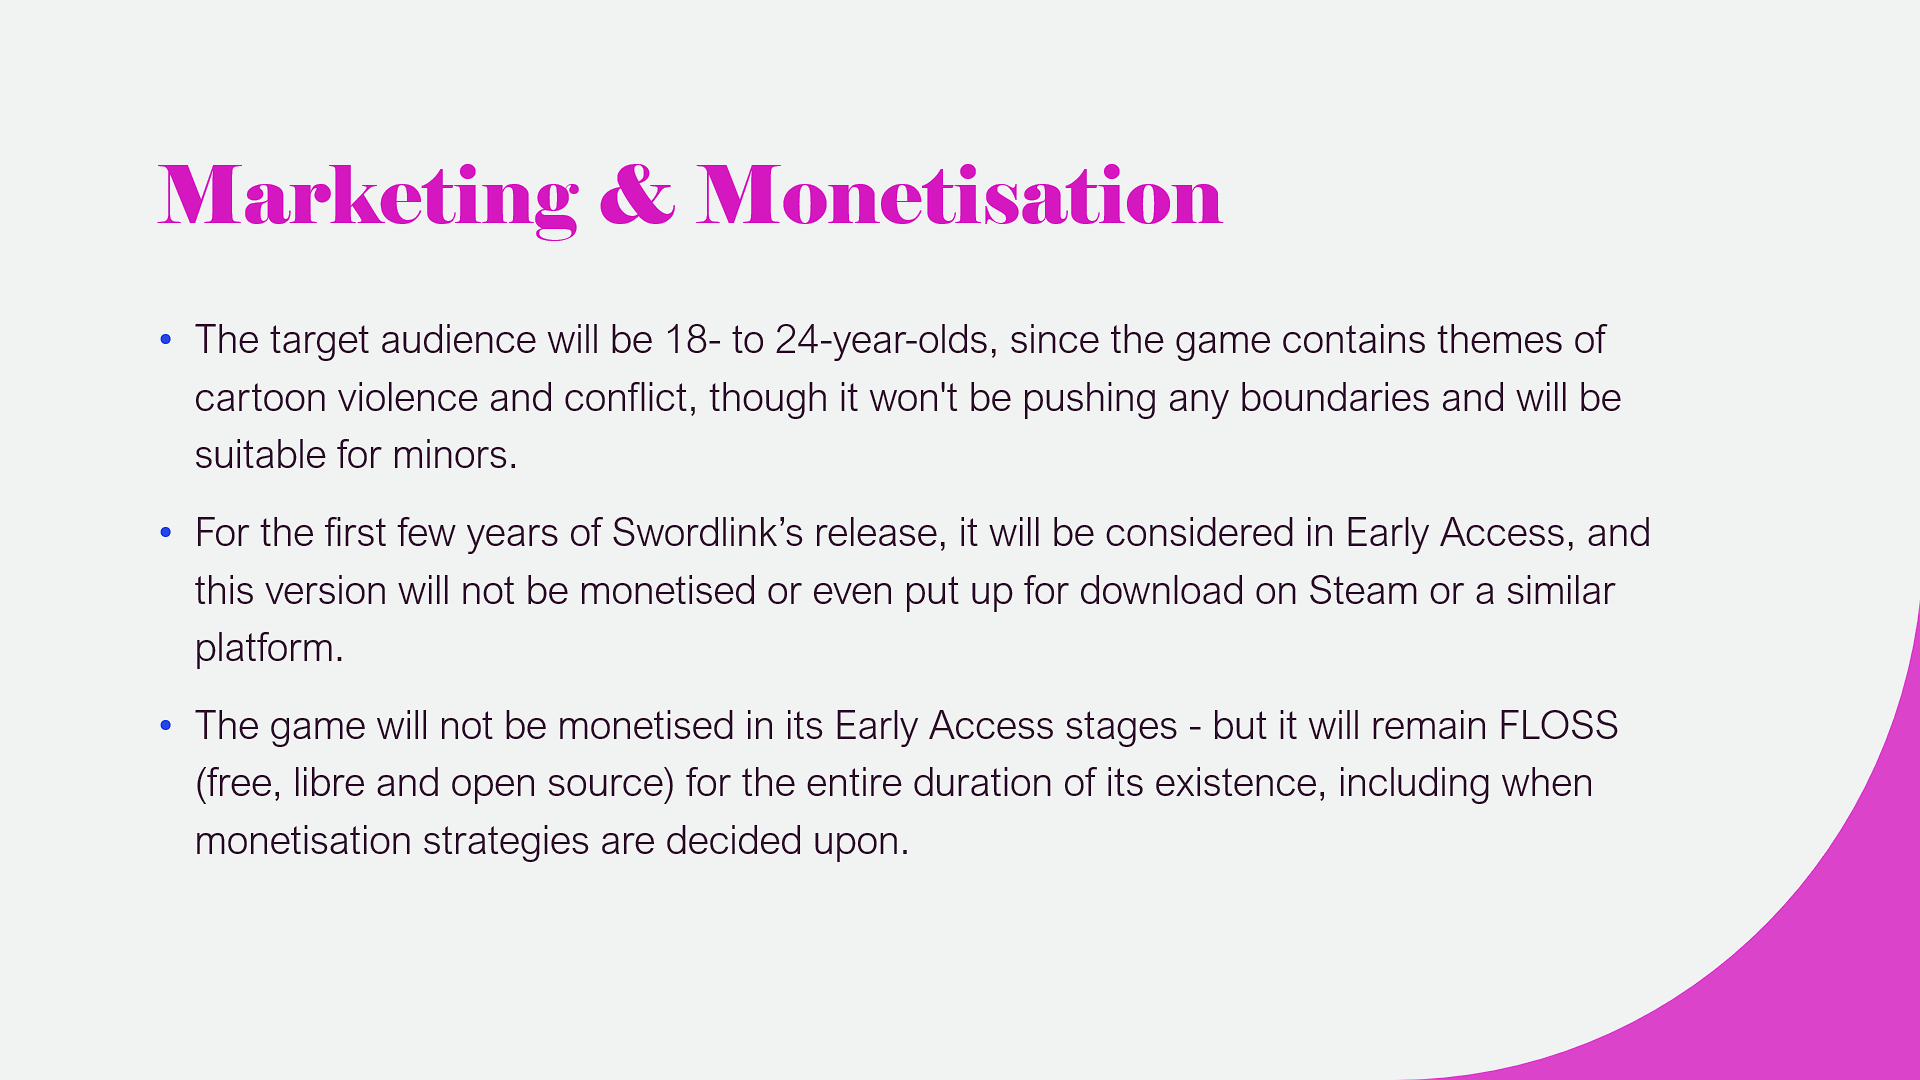 Marketing & Monetisation
• The target audience will be 18- to 24-year-olds, since the game contains themes of
cartoon violence and conflict, though it won't be pushing any boundaries and will be
suitable for minors.
• For the first few years of Swordlink’s release, it will be considered in Early Access, and
this version will not be monetised or even put up for download on Steam or a similar
platform.
• The game will not be monetised in its Early Access stages - but it will remain FLOSS
(free, libre and open source) for the entire duration of its existence, including when
monetisation strategies are decided upon.